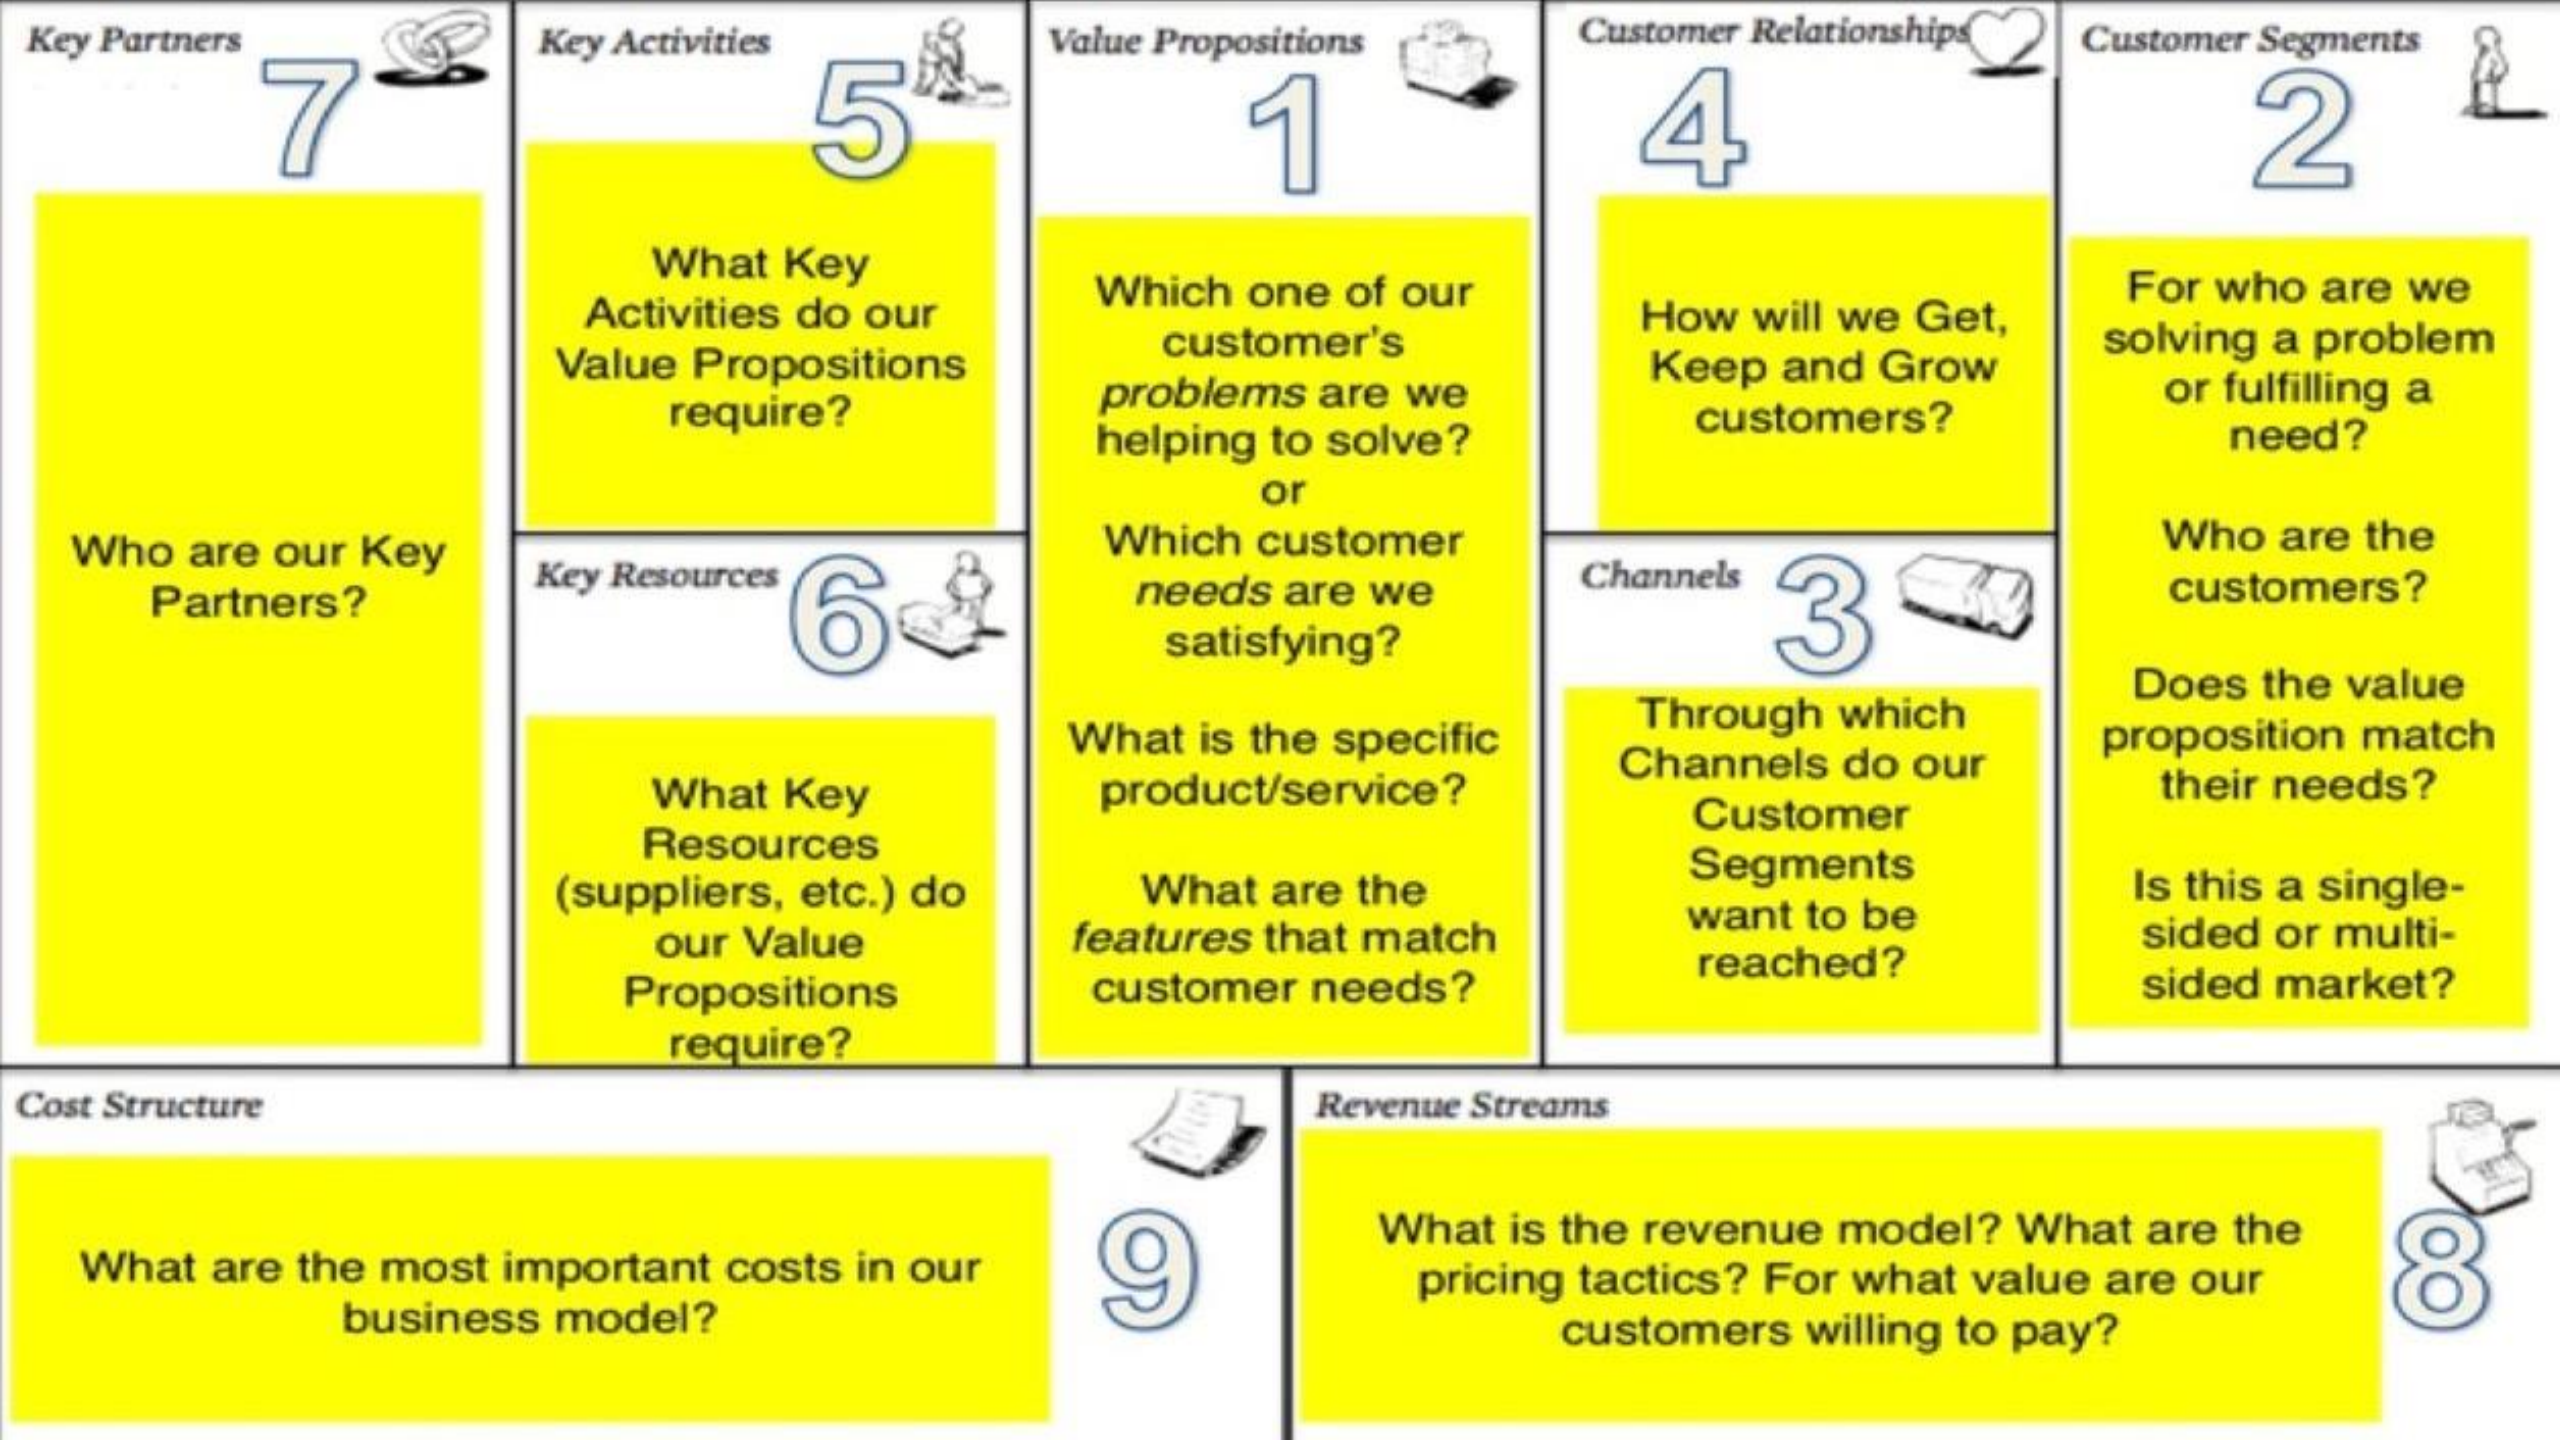 Key Partners
7
Who are our Key
Partners?
Key Activities
5
What Key
Activities do our
Value Propositions
require?
Key Resources
6
What Key
Resources
(suppliers, etc.) do
our Value
Propositions
require?
Value Propositions
1
Which one of our
customer's
problems are we
helping to solve?
or
Which customer
needs are we
satisfying?
What is the specific
product/service?
What are the
features that match
customer needs?
Customer Relationships
4
How will we Get,
Keep and Grow
customers?
Channels
3
Through which
Channels do our
Customer
Segments
want to be
reached?
Customer Segments
2
For who are we
solving a problem
or fulfilling a
need?
Who are the
customers?
Does the value
proposition match
their needs?
Is this a single-
sided or multi-
sided market?
Cost Structure
9
What are the most important costs in our
business model?
Revenue Streams
8
What is the revenue model? What are the
pricing tactics? For what value are our
customers willing to pay?